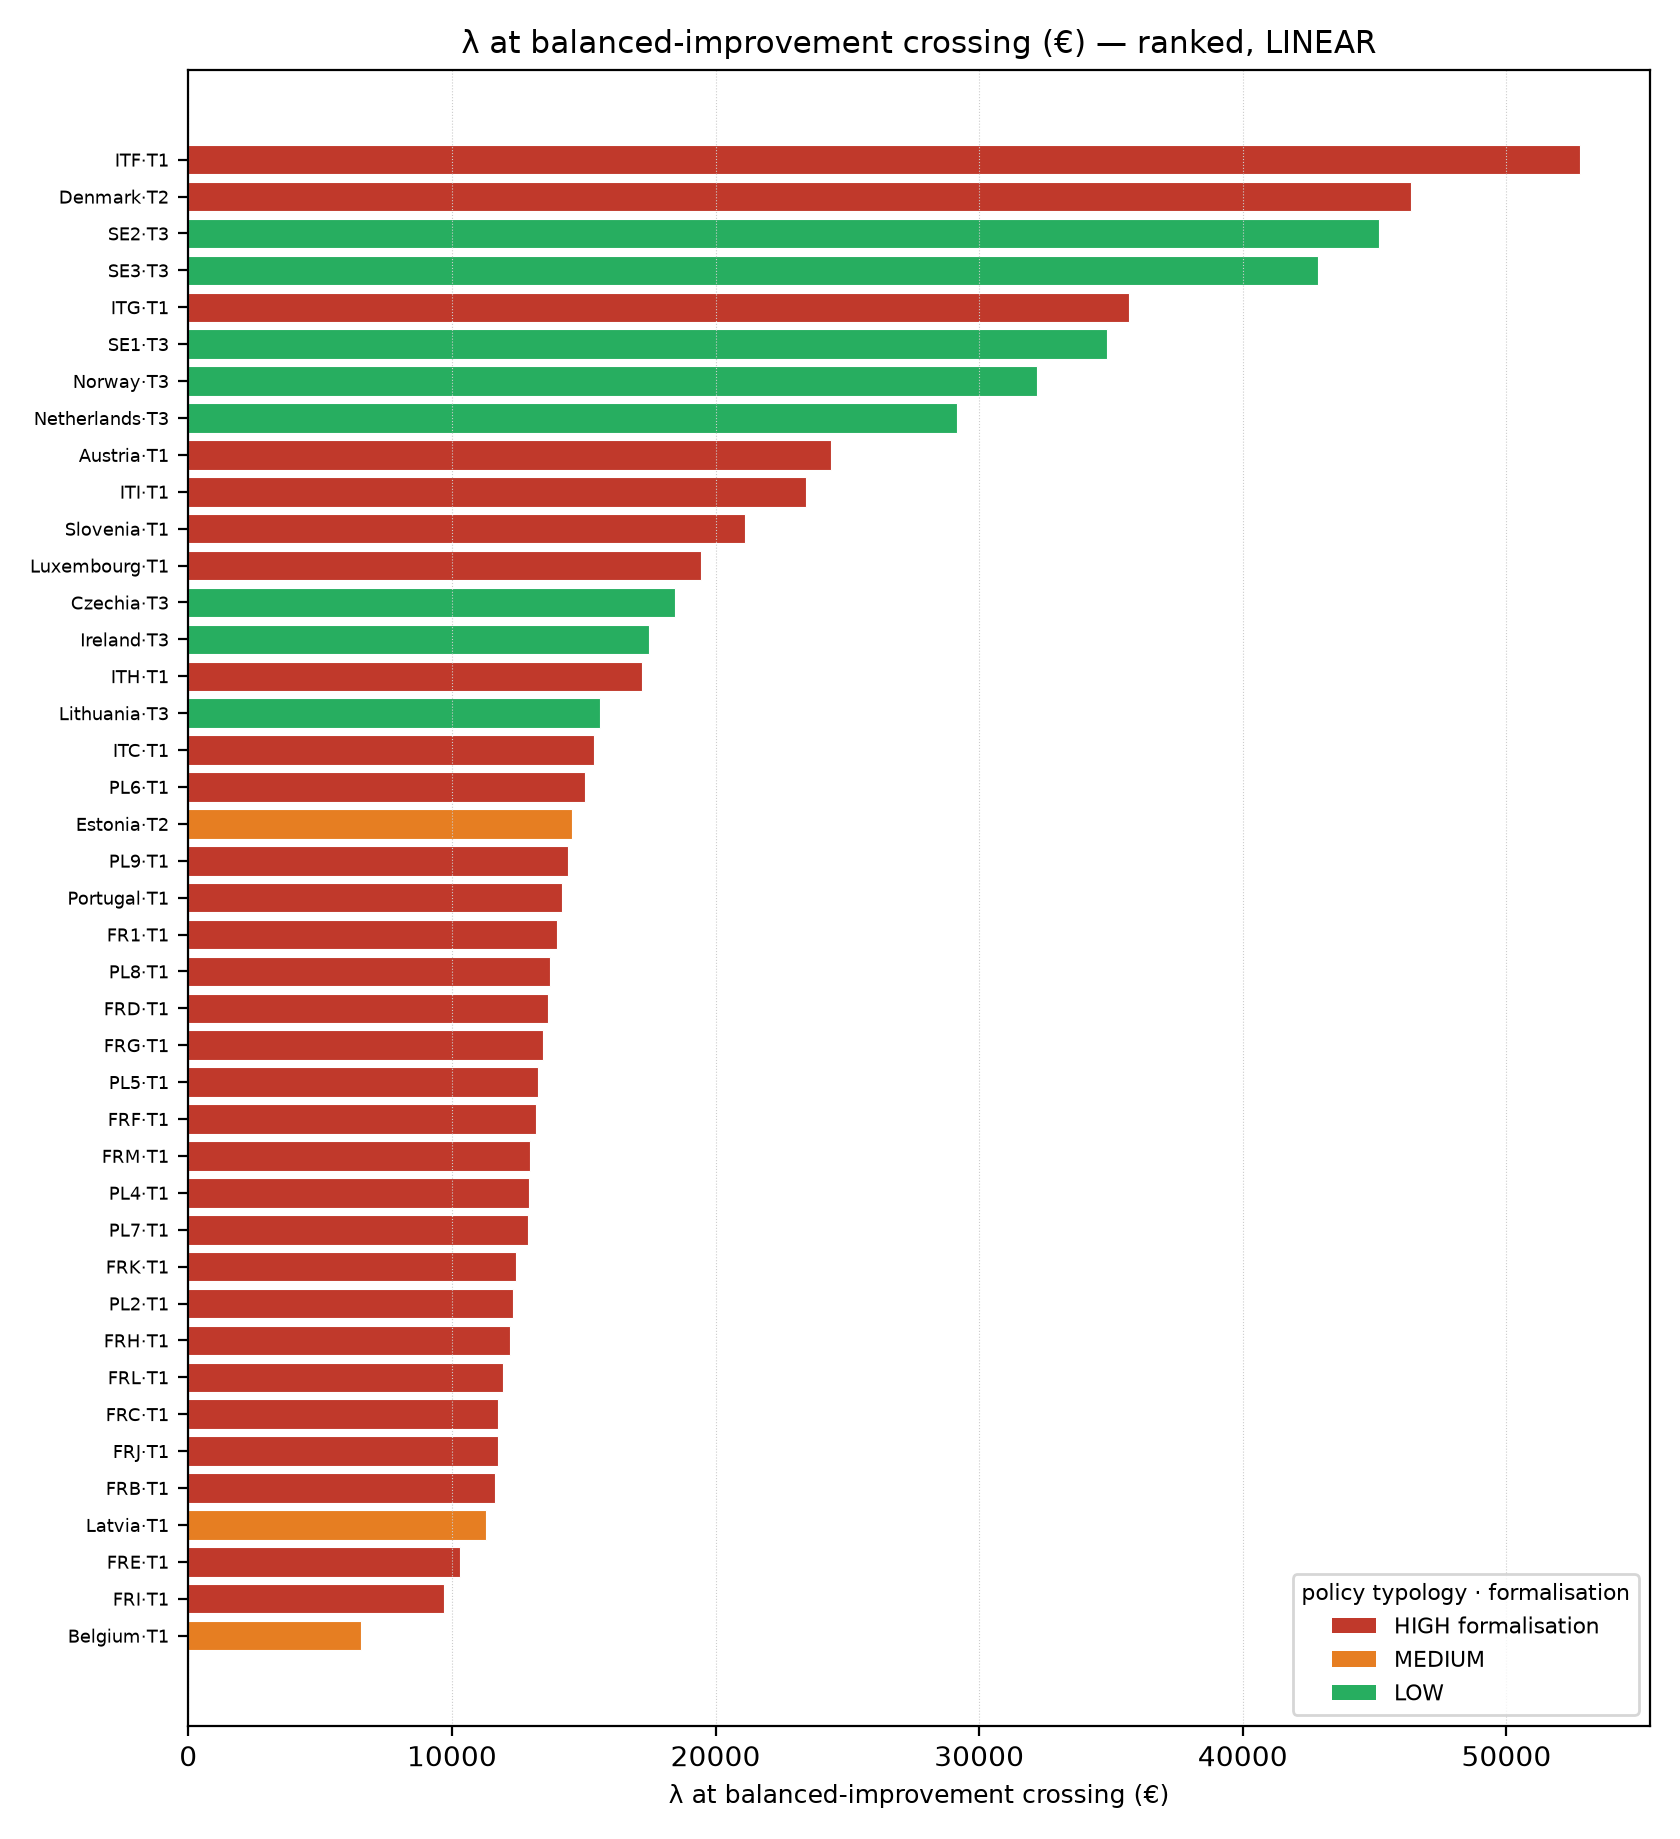 λ at balanced-improvement crossing (€) — ranked, LINEAR
ITF·T1
Denmark·T2
SE2·T3
SE3·T3
ITG·T1
SE1·T3
Norway·T3
Netherlands·T3
Austria·T1
ITI·T1
Slovenia·T1
Luxembourg·T1
Czechia·T3
Ireland·T3
ITH·T1
Lithuania·T3
ITC·T1
PL6·T1
Estonia·T2
PL9·T1
Portugal·T1
FR1·T1
PL8·T1
FRD·T1
FRG·T1
PL5·T1
FRF·T1
FRM·T1
PL4·T1
PL7·T1
FRK·T1
PL2·T1
FRH·T1
FRL·T1
FRC·T1
FRJ·T1
FRB·T1
Latvia·T1
FRE·T1
FRI·T1
Belgium·T1
policy typology · formalisation
HIGH formalisation
MEDIUM
LOW
0 10000 20000 30000 40000 50000
λ at balanced-improvement crossing (€)